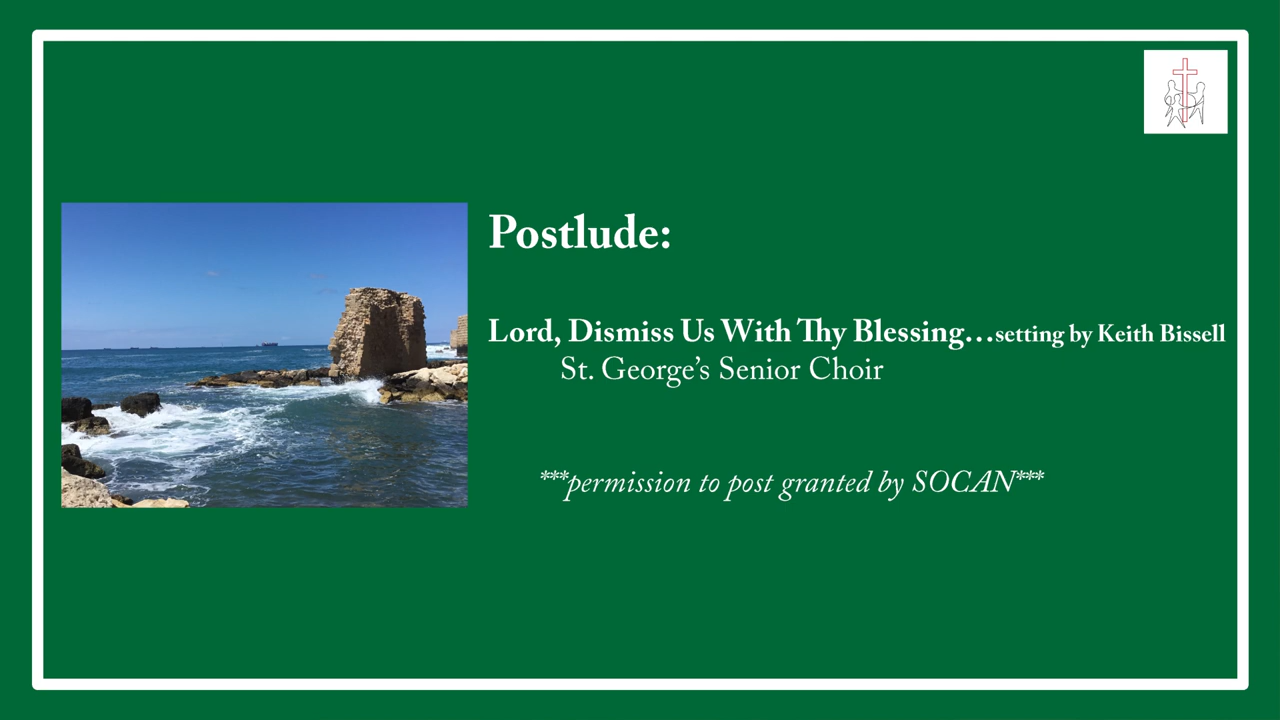 Postlude:
Lord, Dismiss Us With Thy Blessing…setting by Keith Bissell
St. George’s Senior Choir
***permission to post granted by SOCAN***